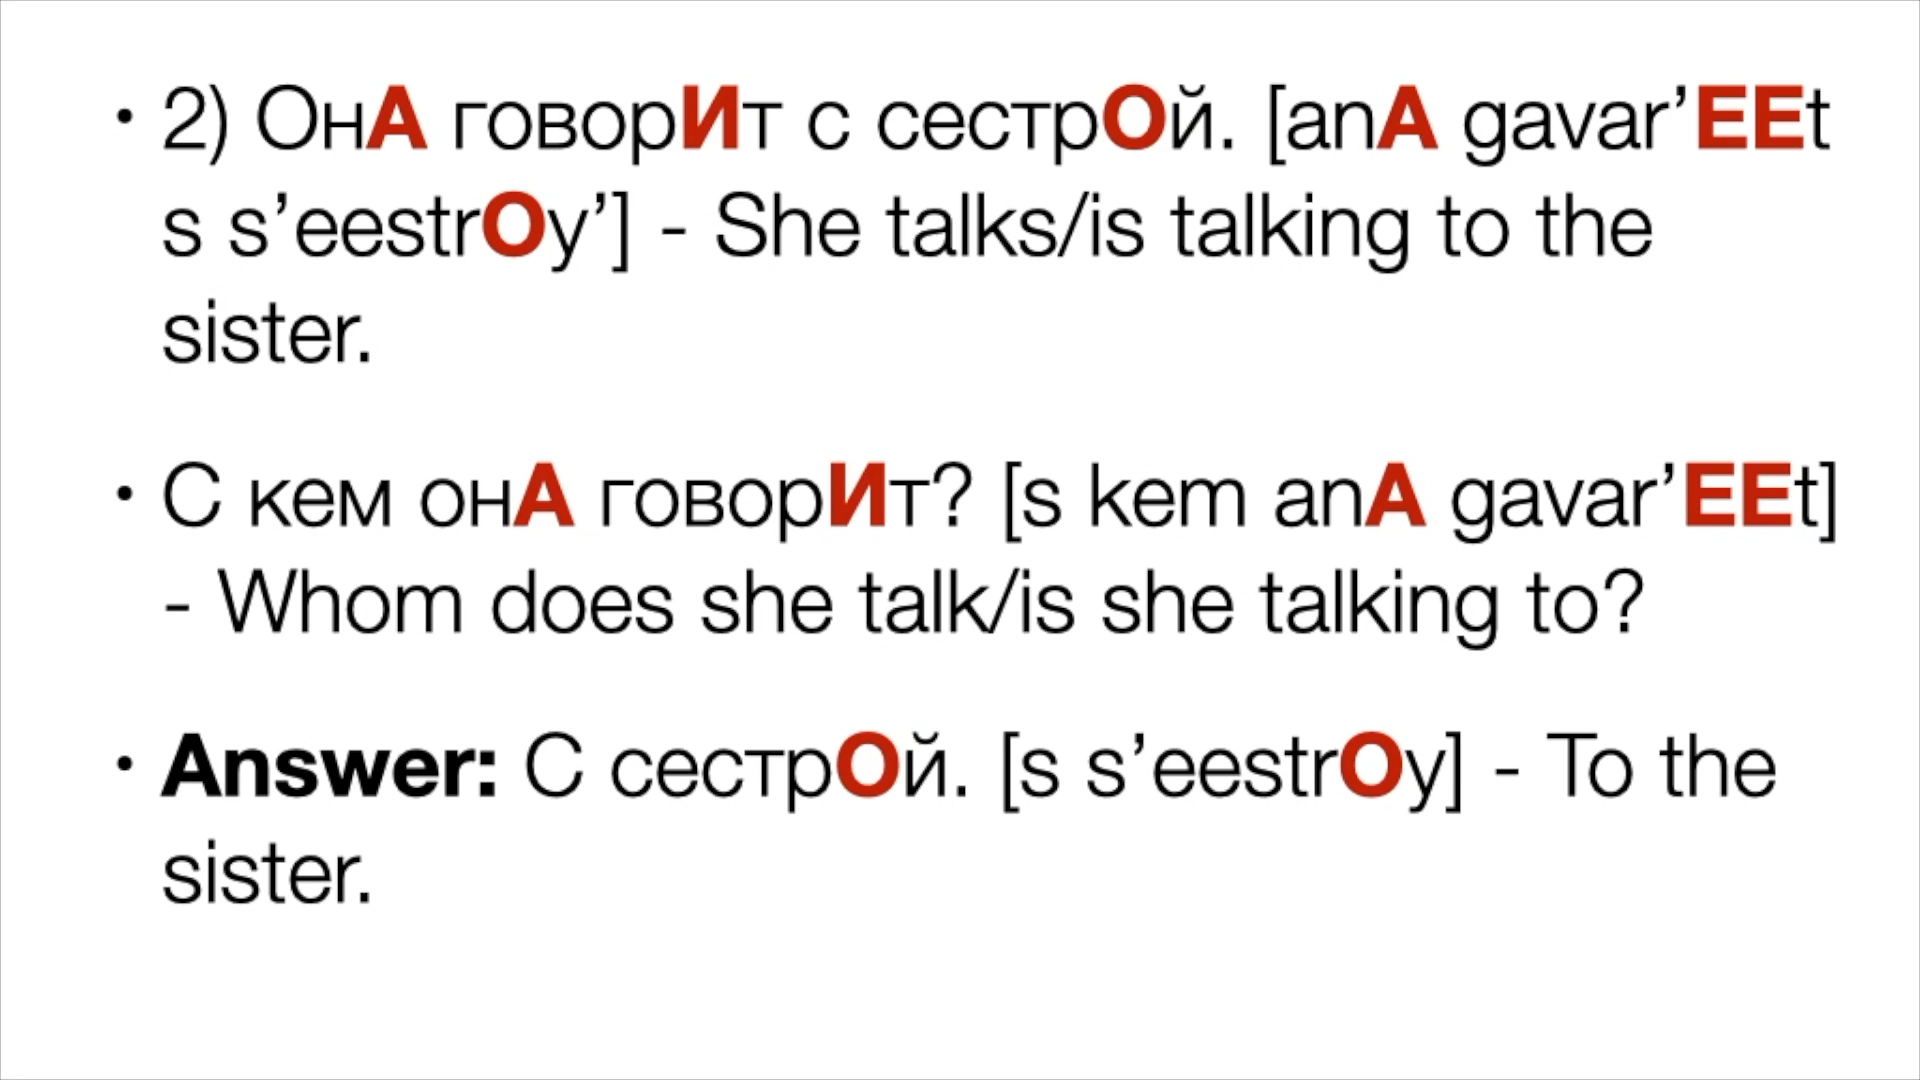 • 2) ОнА говорИт с сестрОй. [anA gavar’EEt
s s’eestrOy’] - She talks/is talking to the
sister.
• С кем онА говорИт? [s kem anA gavar’EEt]
- Whom does she talk/is she talking to?
• Answer: С сестрОй. [s s’eestrOy] - To the
sister.